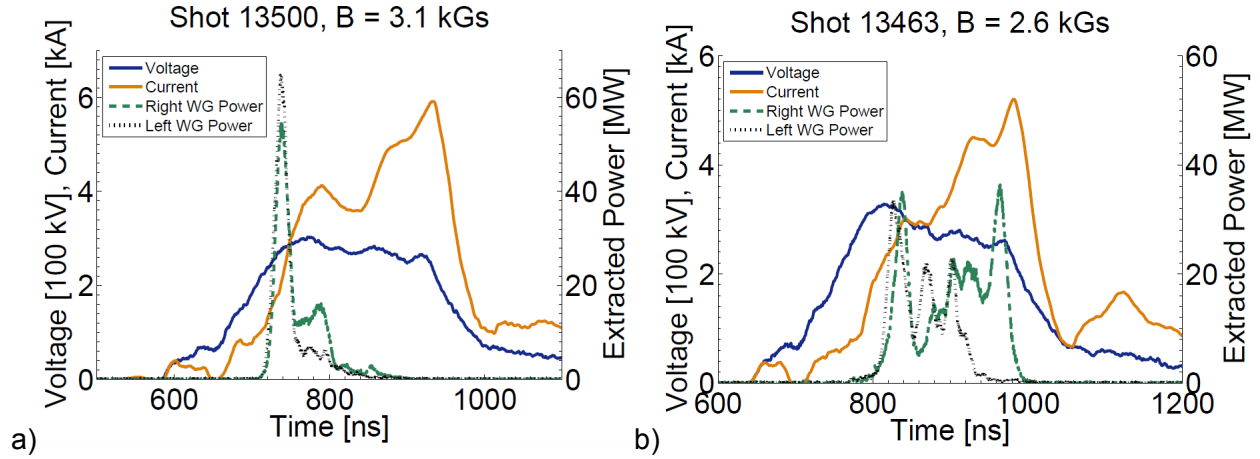 Shot 13500, B = 3.1 kGs
Voltage [100 kV], Current [kA]
6
4
2
0
Voltage
Current
Right WG Power
Left WG Power
60
40
20
0
Extracted Power [MW]
600 800 1000
Time [ns]
a)
Shot 13463, B = 2.6 kGs
Voltage [100 kV], Current [kA]
6
4
2
0
Voltage
Current
Right WG Power
Left WG Power
60
40
20
0
Extracted Power [MW]
600 800 1000 1200
Time [ns]
b)